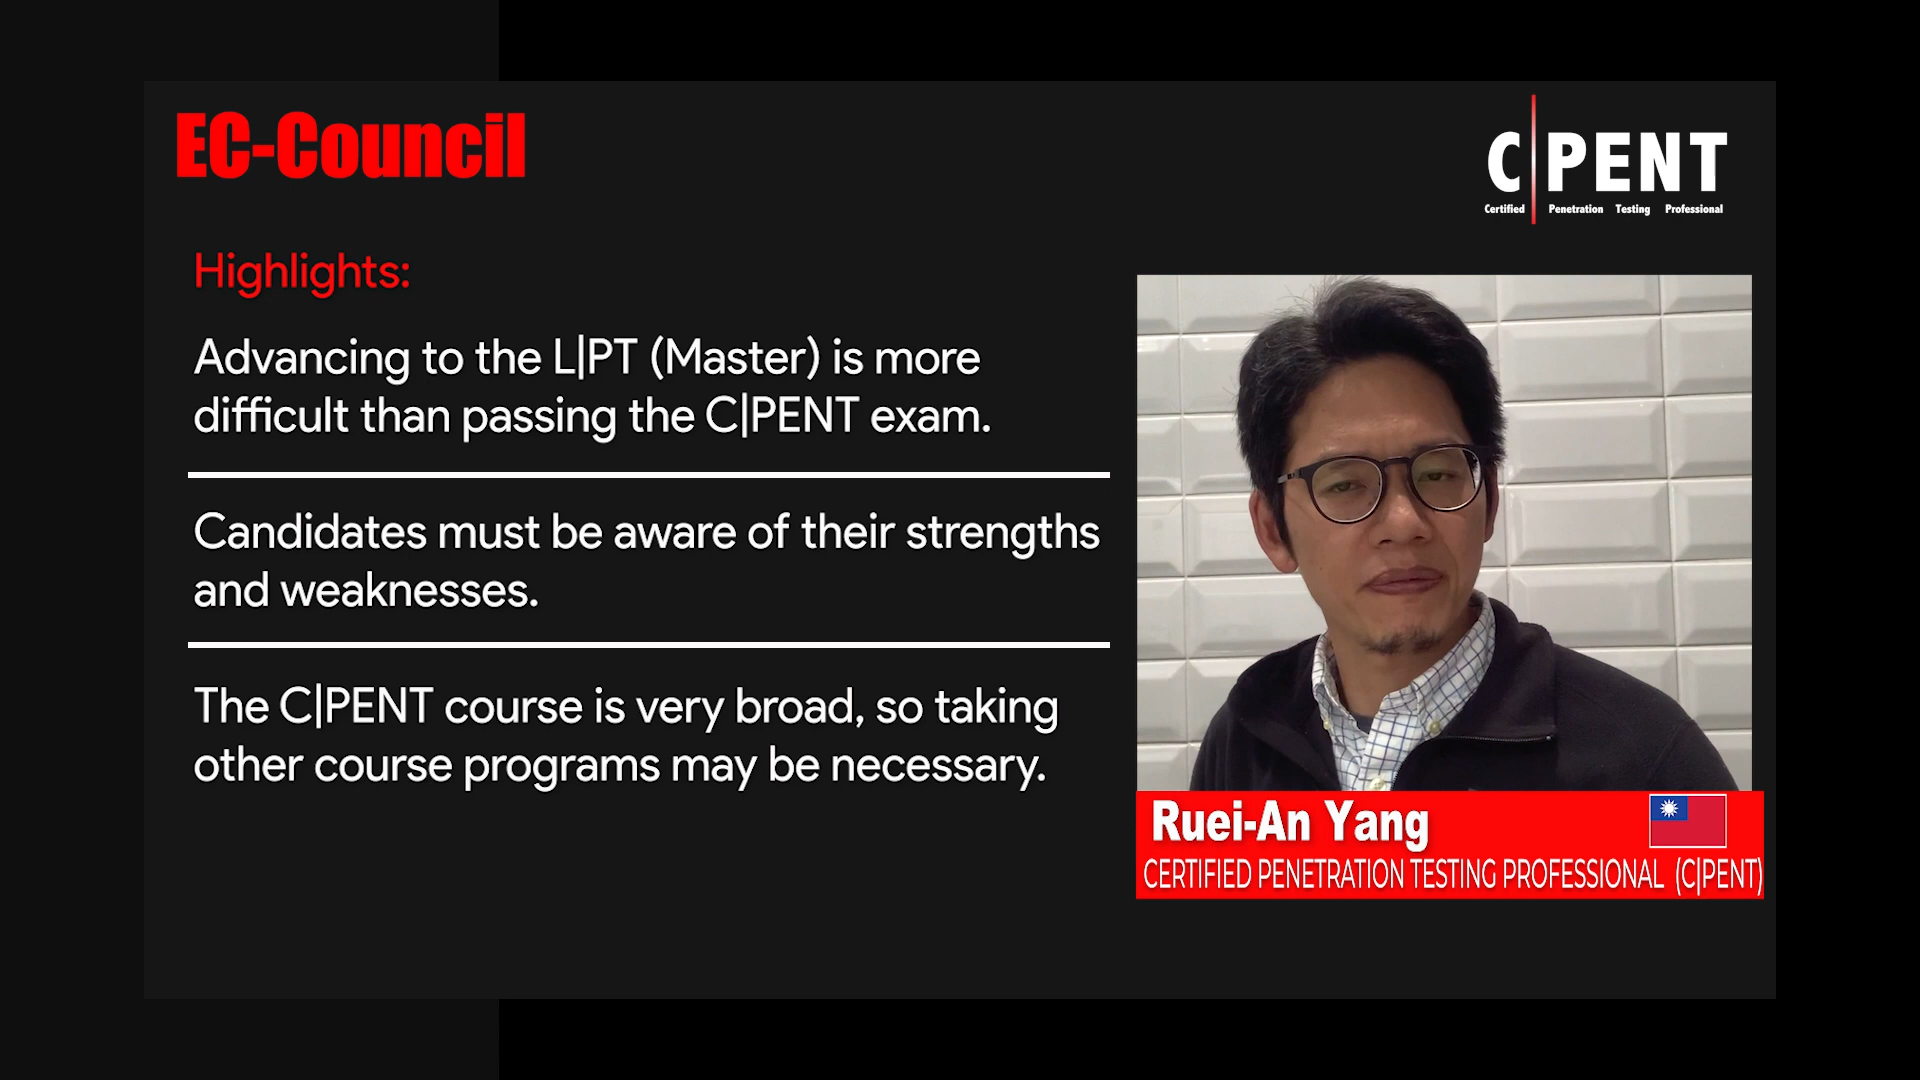 EC-Council
C|PENT
Certified Penetration Testing Professional
Highlights:
Advancing to the L|PT (Master) is more
difficult than passing the C|PENT exam.
Candidates must be aware of their strengths
and weaknesses.
The C|PENT course is very broad, so taking
other course programs may be necessary.
Ruei-An Yang
CERTIFIED PENETRATION TESTING PROFESSIONAL (C|PENT)